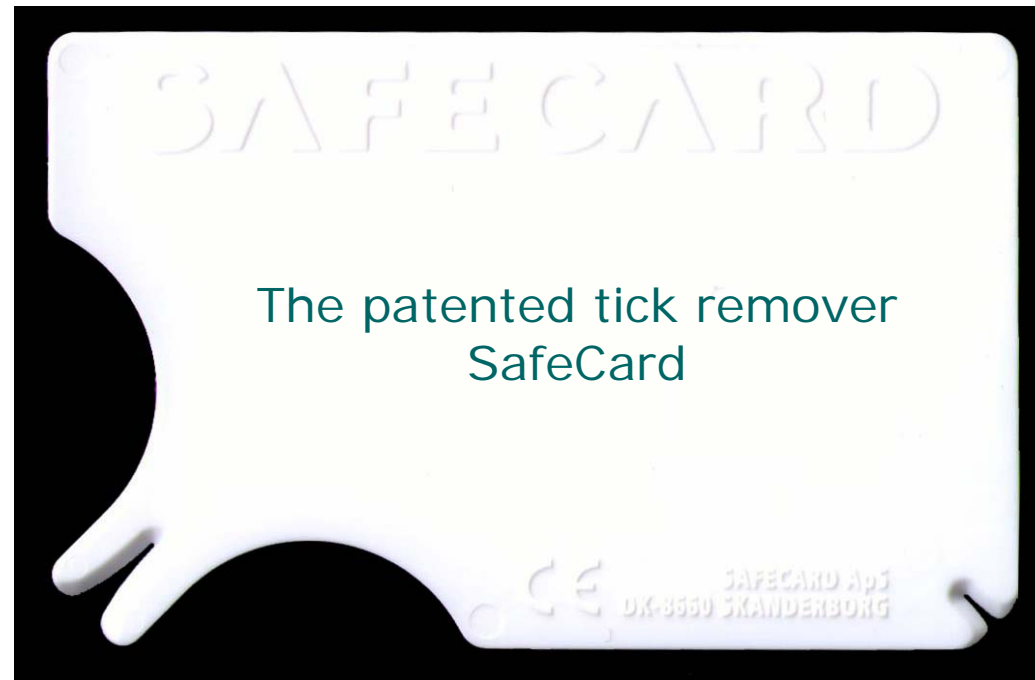 SAFECARD
The patented tick remover
SafeCard
CE SAFECARD ApS
DK-8660 SKANDERBORG